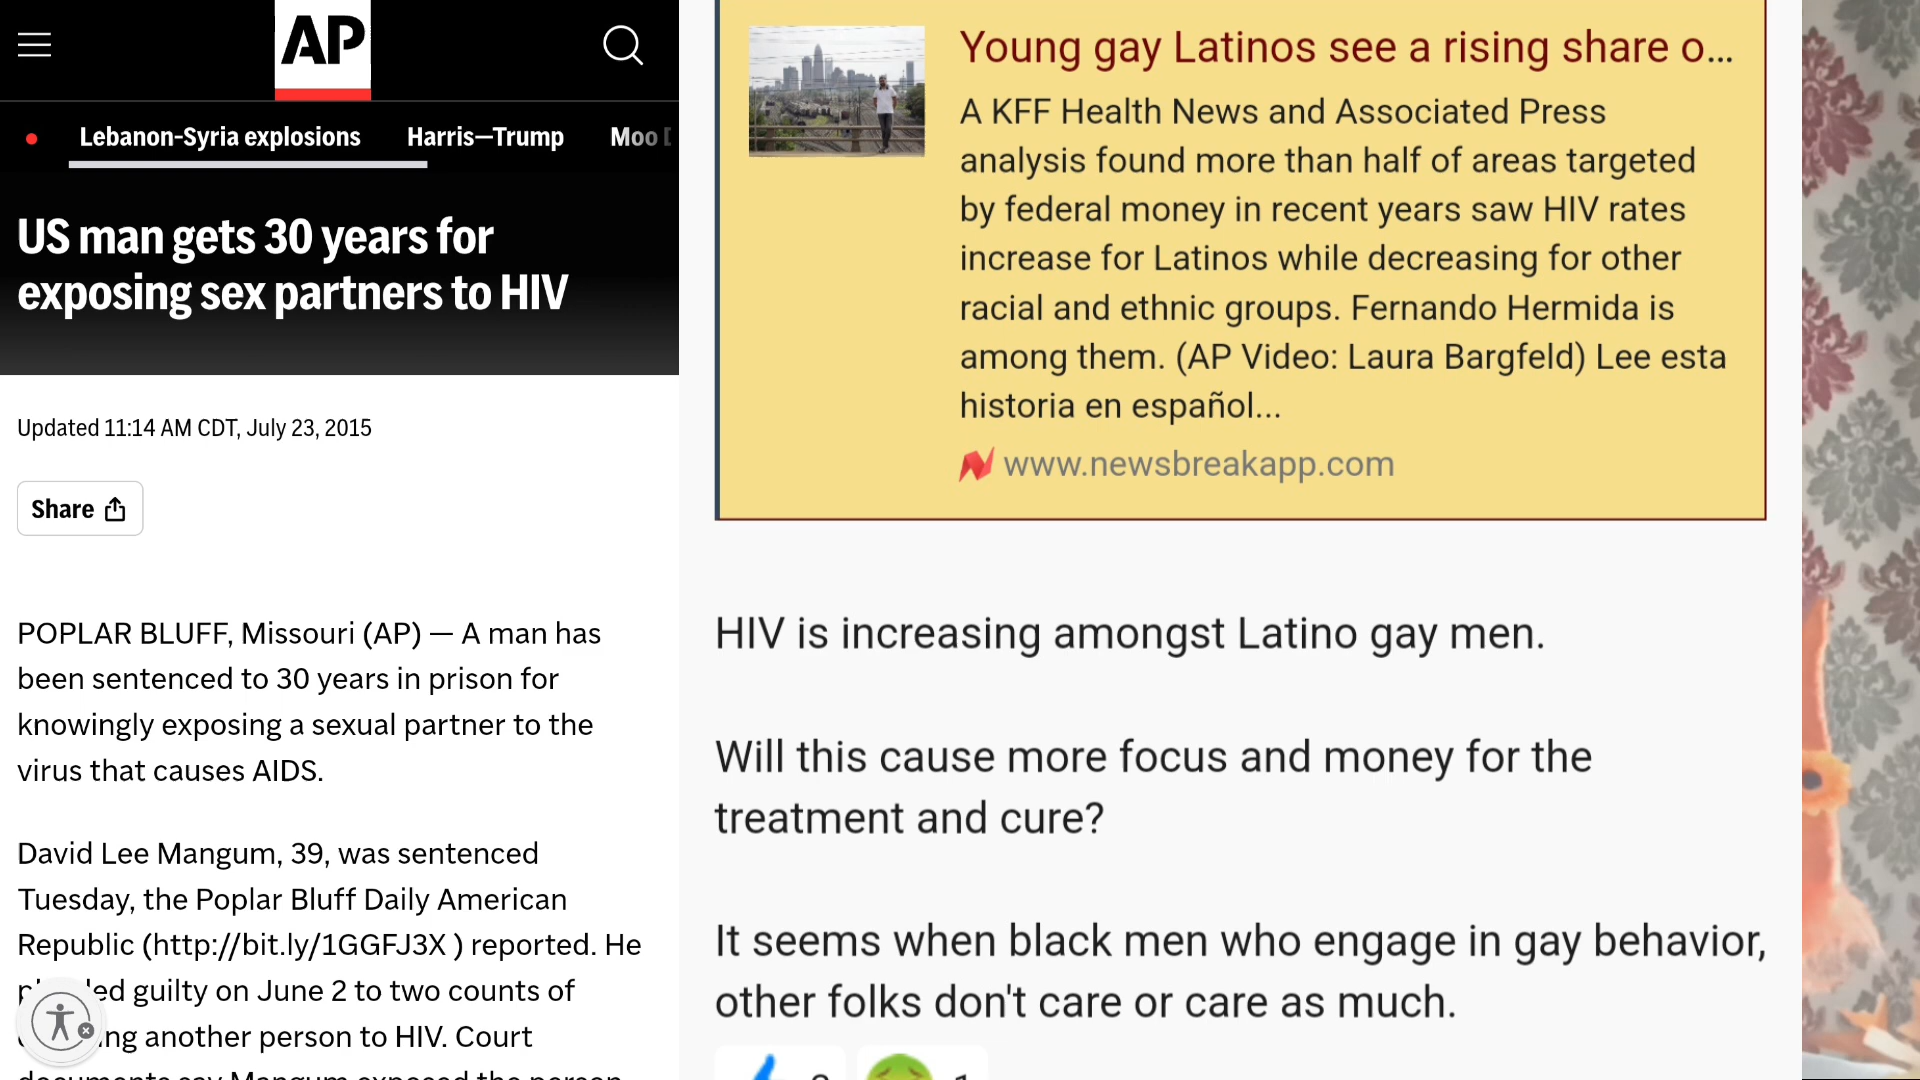 AP
Lebanon-Syria explosions Harris—Trump Moo
US man gets 30 years for
exposing sex partners to HIV
Updated 11:14 AM CDT, July 23, 2015
Share
POPLAR BLUFF, Missouri (AP) — A man has
been sentenced to 30 years in prison for
knowingly exposing a sexual partner to the
virus that causes AIDS.
David Lee Mangum, 39, was sentenced
Tuesday, the Poplar Bluff Daily American
Republic (http://bit.ly/1GGFJ3X ) reported. He
guilty on June 2 to two counts of
another person to HIV. Court
documents say Mangum exposed the person
Young gay Latinos see a rising share o...
A KFF Health News and Associated Press
analysis found more than half of areas targeted
by federal money in recent years saw HIV rates
increase for Latinos while decreasing for other
racial and ethnic groups. Fernando Hermida is
among them. (AP Video: Laura Bargfeld) Lee esta
historia en español...
www.newsbreakapp.com
HIV is increasing amongst Latino gay men.
Will this cause more focus and money for the
treatment and cure?
It seems when black men who engage in gay behavior,
other folks don't care or care as much.